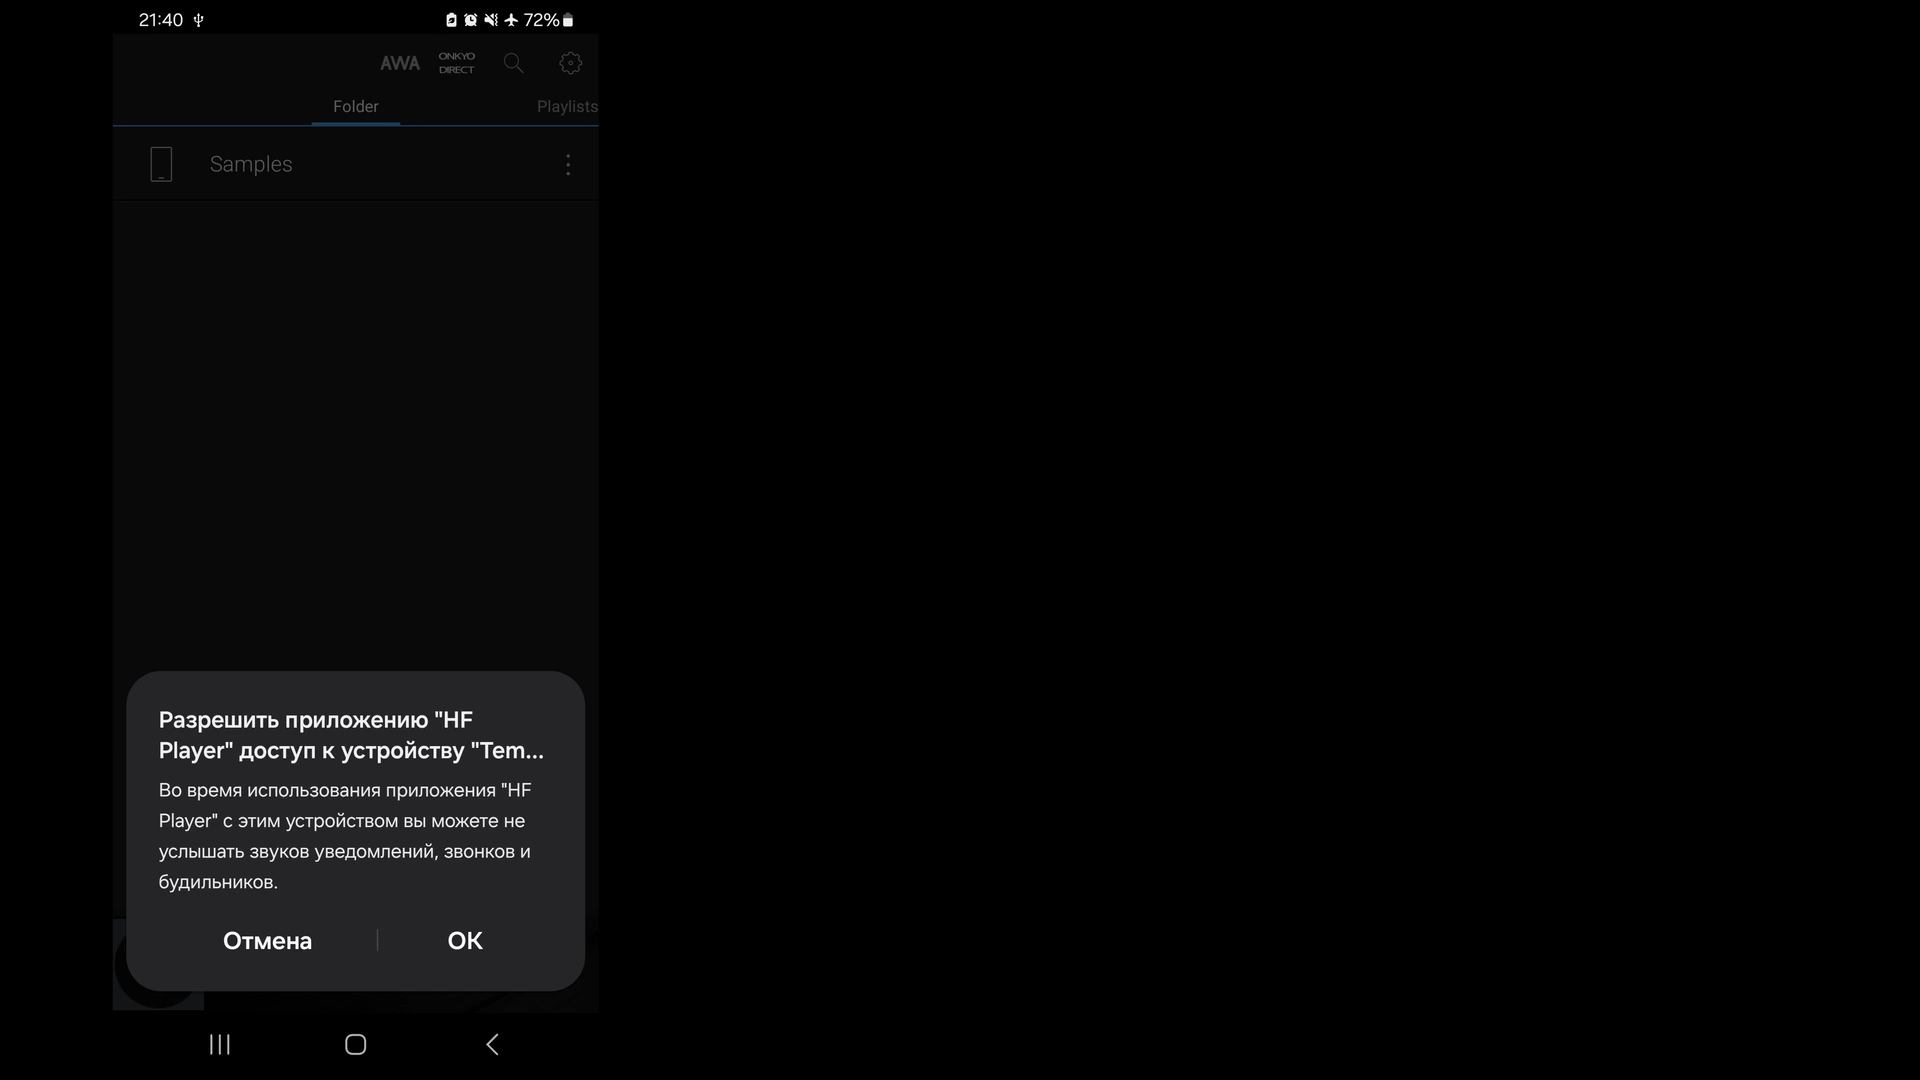 21:40 72%
AWA ONKYO DIRECT
Folder Playlists
Samples
Разрешить приложению "HF
Player" доступ к устройству "Tem...
Во время использования приложения "HF
Player" с этим устройством вы можете не
услышать звуков уведомлений, звонков и
будильников.
Отмена OK